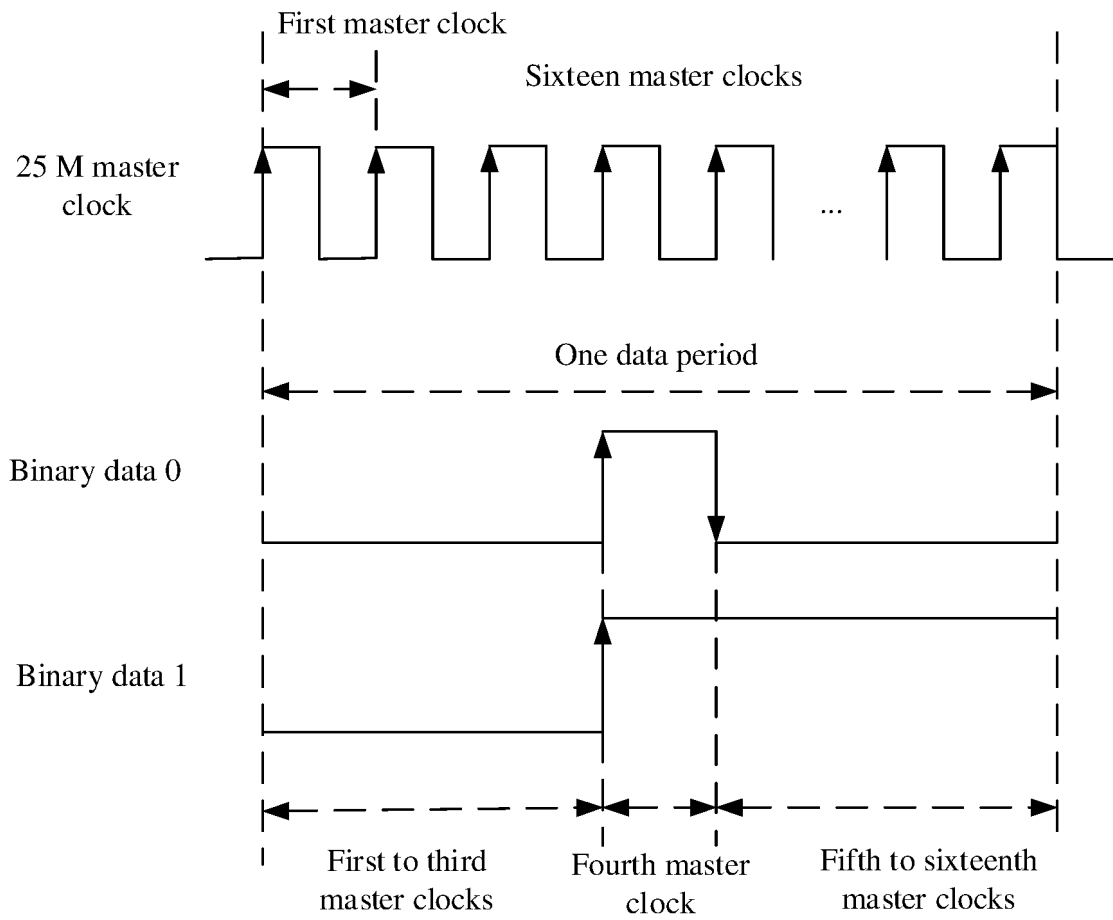 First master clock
Sixteen master clocks
25 M master
clock
...
One data period
Binary data 0
Binary data 1
First to third
master clocks
Fourth master
clock
Fifth to sixteenth
master clocks